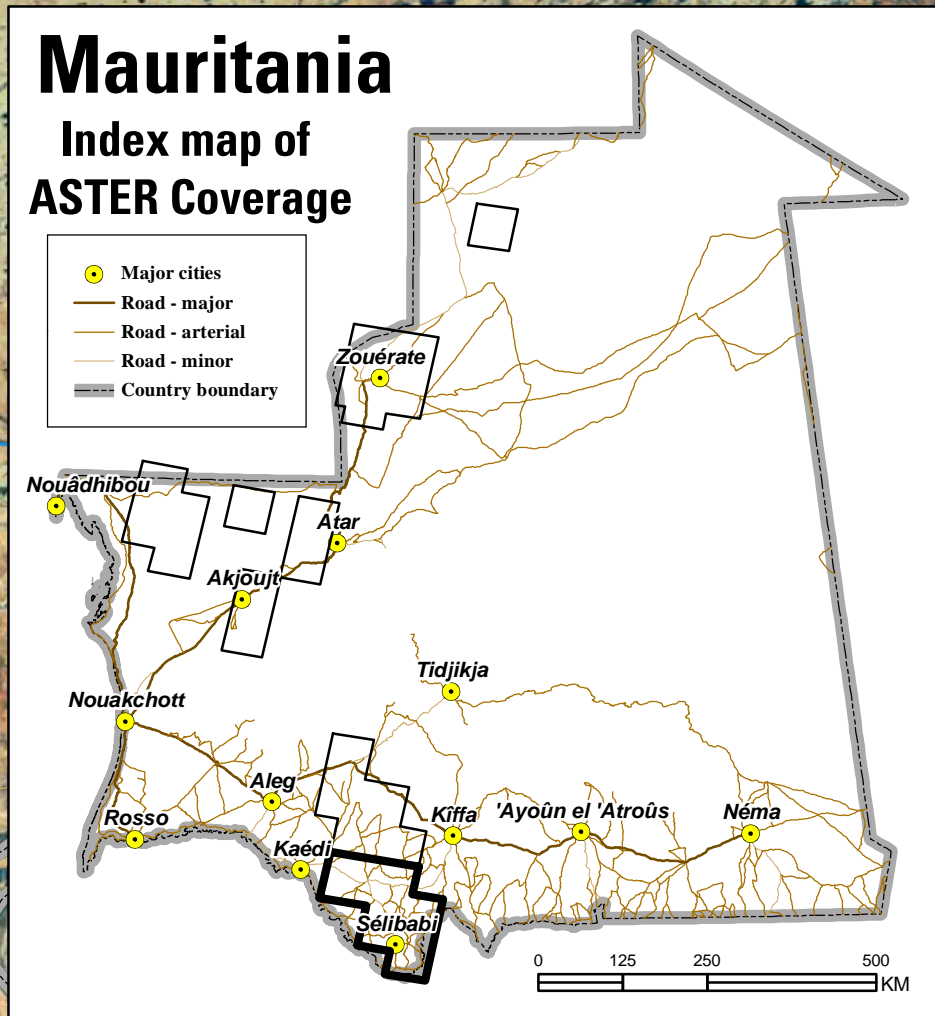 Mauritania
Index map of
ASTER Coverage
Major cities
Road - major
Road - arterial
Road - minor
Country boundary
Zouérate
Nouâdhibou
Atar
Akjoujt
Tidjikja
Nouakchott
Aleg
Rosso
Kaédi
Kîffa
'Ayoûn el 'Atroûs
Néma
Sélibabi
0 125 250 500
KM